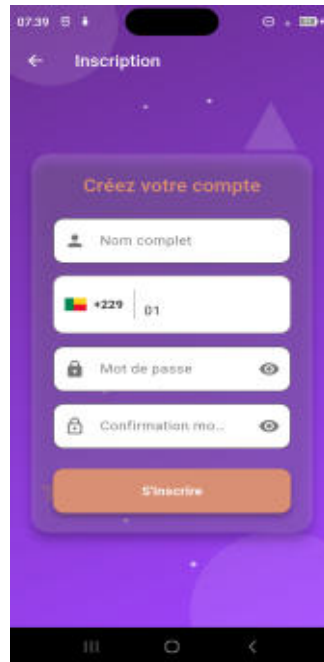 07:39
Inscription
Créez votre compte
Nom complet
+229 01
Mot de passe
Confirmation mo...
S'inscrire